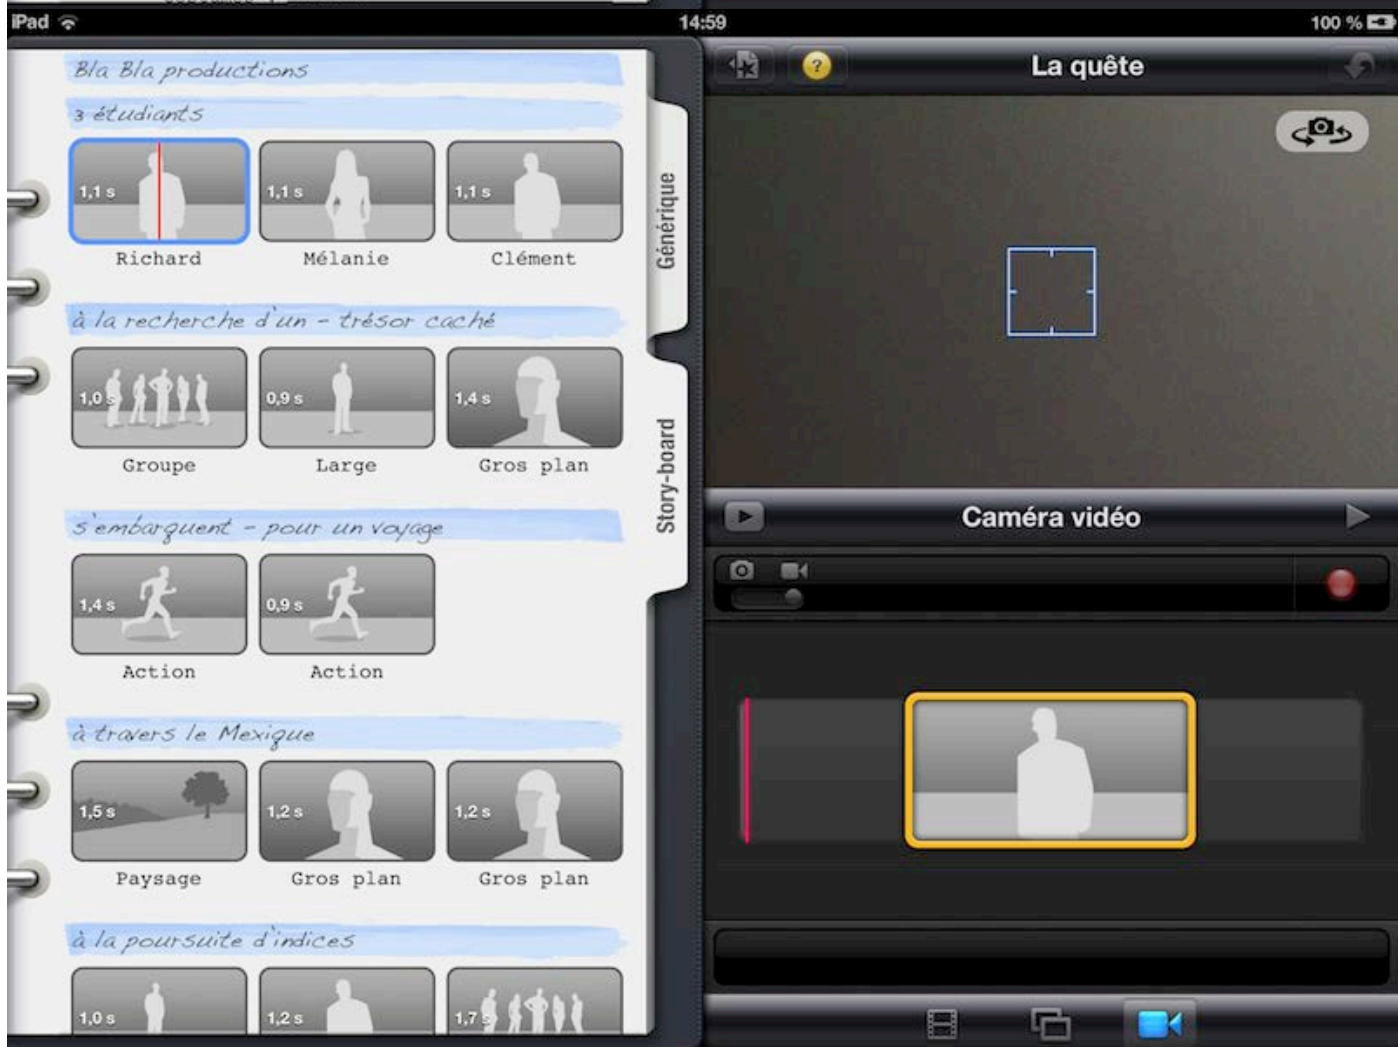 iPad
14:59
100 %
Bla Bla productions
3 étudiants
1,1 s
1,1 s
1,1 s
Richard
Mélanie
Clément
à la recherche d'un - trésor caché
1,0 s
0,9 s
1,4 s
Groupe
Large
Gros plan
s'embarquent - pour un voyage
1,4 s
0,9 s
Action
Action
à travers le Mexique
1,5 s
1,2 s
1,2 s
Paysage
Gros plan
Gros plan
à la poursuite d'indices
1,0 s
1,2 s
1,7 s
Générique
Story-board
?
La quête
Caméra vidéo